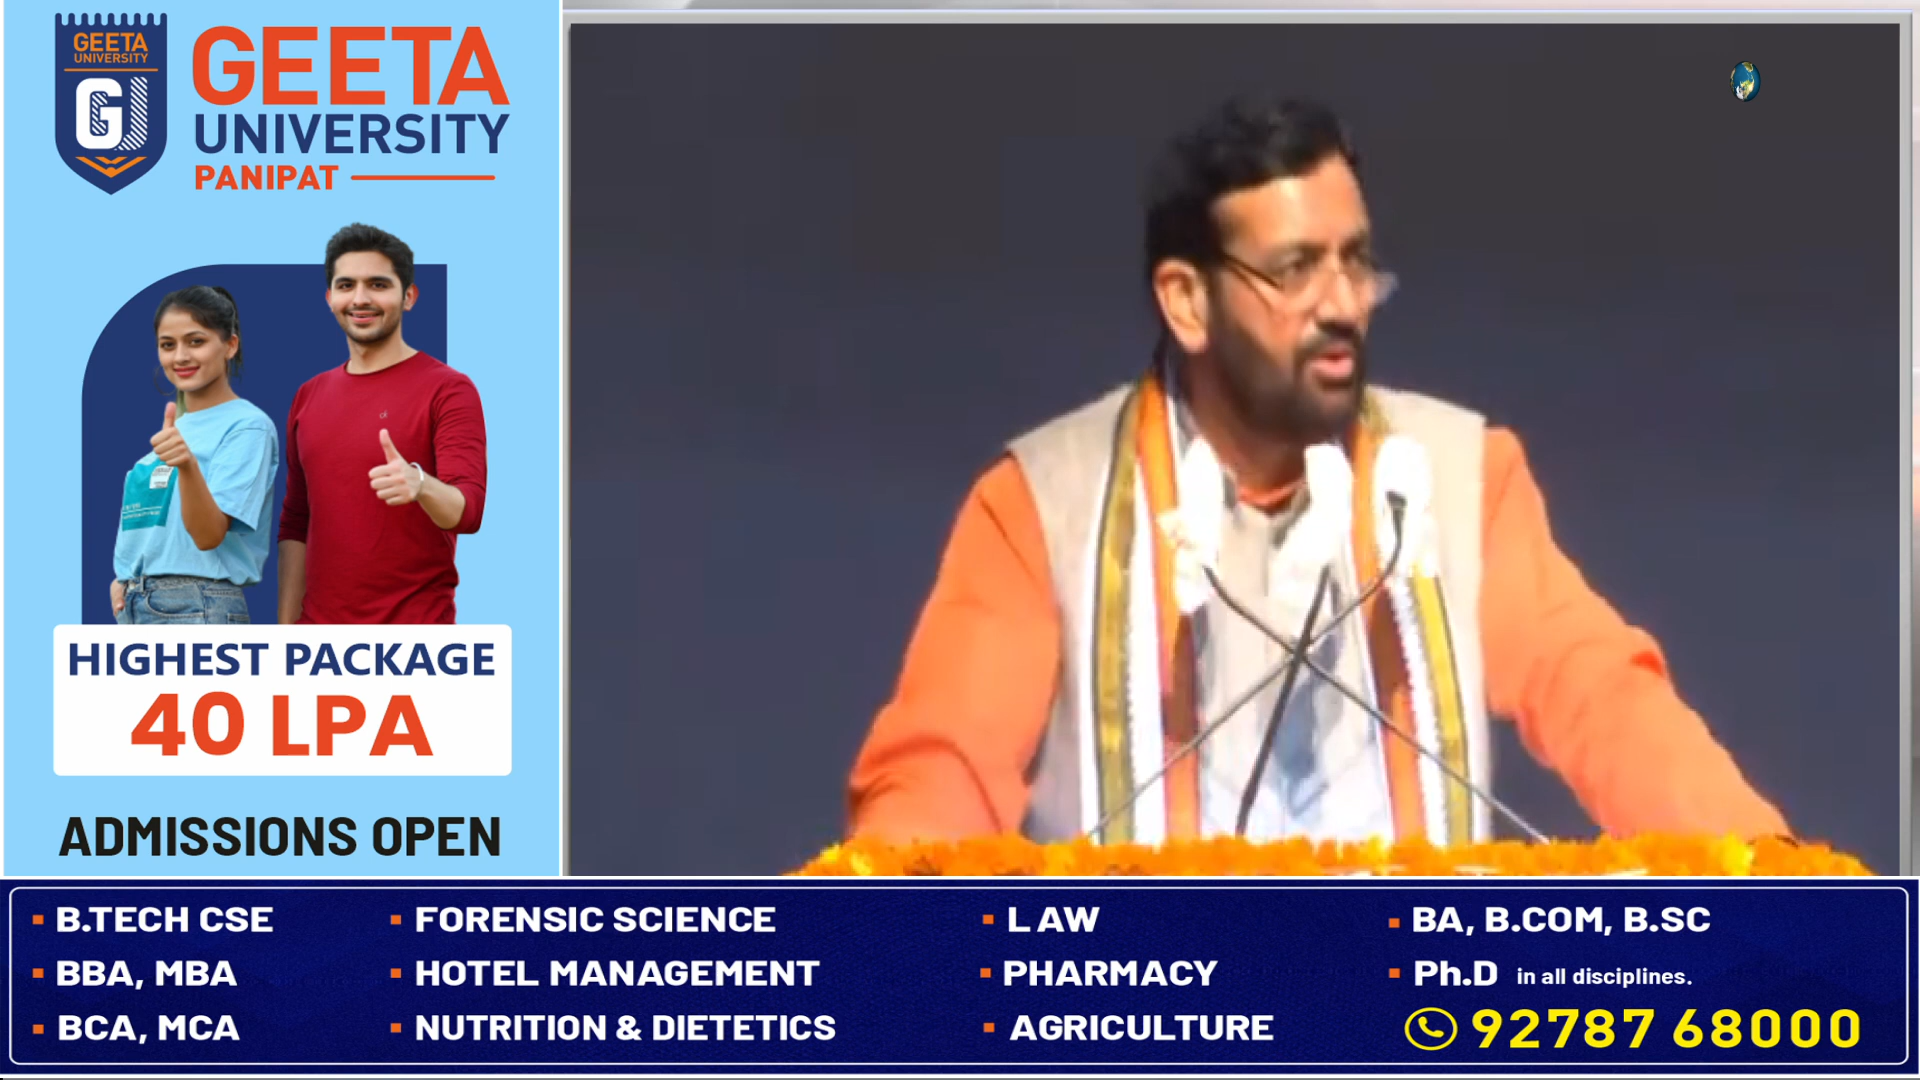 GEETA
UNIVERSITY
GU
GEETA
UNIVERSITY
PANIPAT
HIGHEST PACKAGE
40 LPA
ADMISSIONS OPEN
B.TECH CSE
BBA, MBA
BCA, MCA
FORENSIC SCIENCE
HOTEL MANAGEMENT
NUTRITION & DIETETICS
LAW
PHARMACY
AGRICULTURE
BA, B.COM, B.SC
Ph.D in all disciplines.
92787 68000